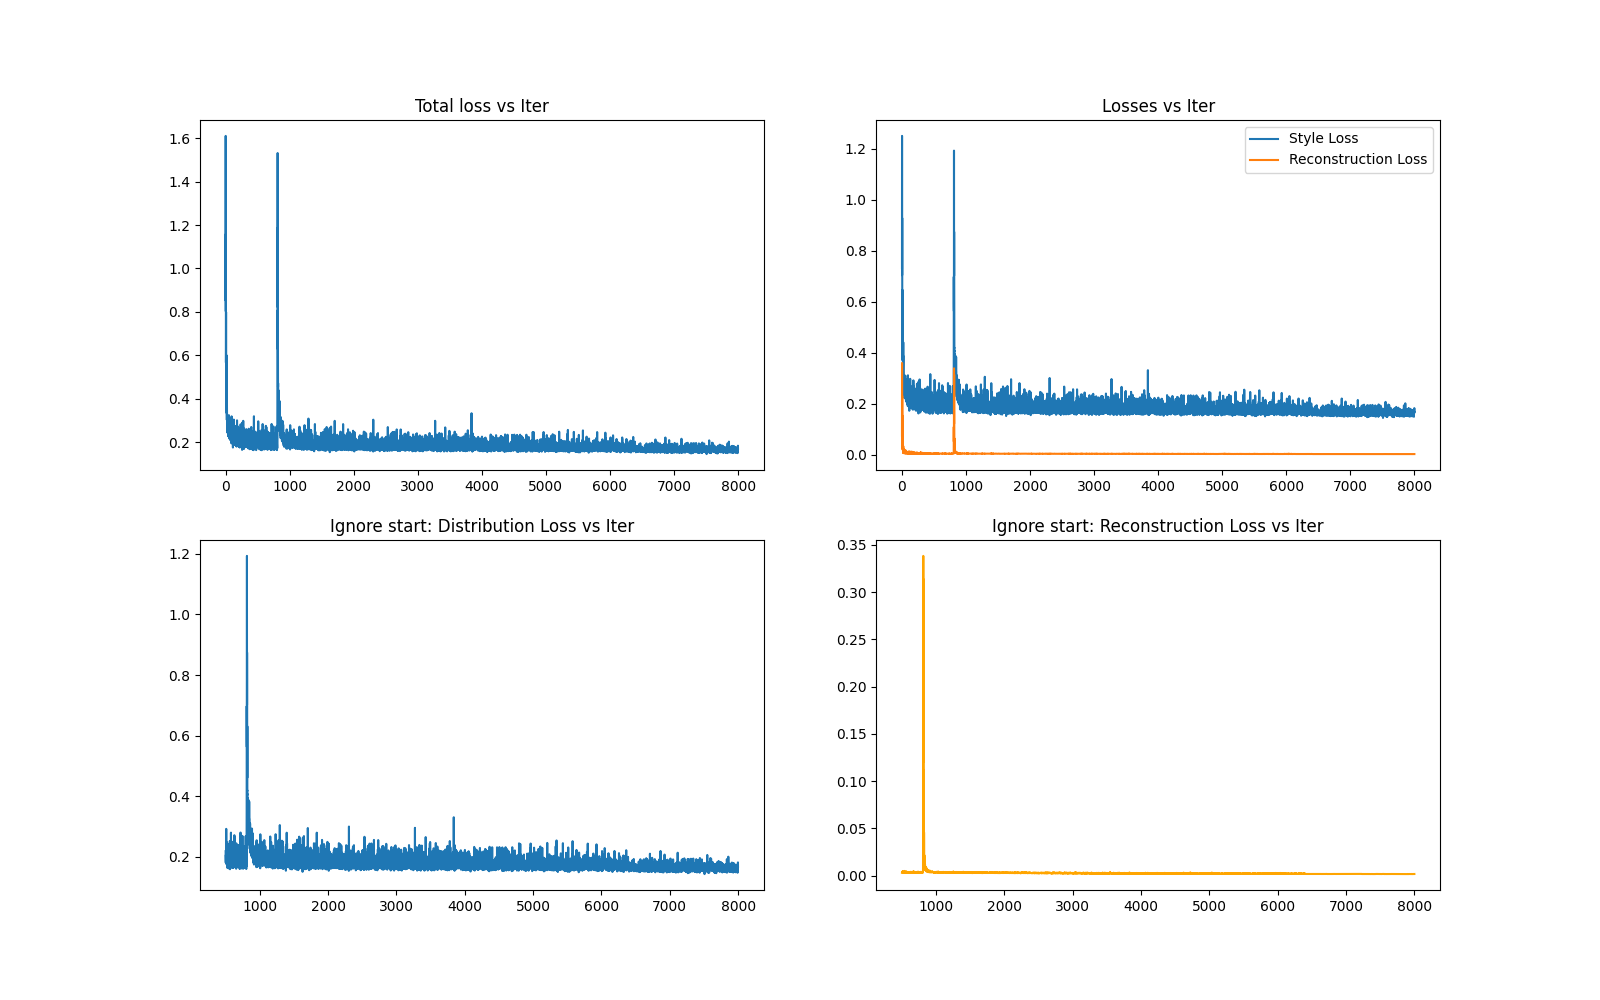 Total loss vs Iter
1.6
1.4
1.2
1.0
0.8
0.6
0.4
0.2
0 1000 2000 3000 4000 5000 6000 7000 8000
Losses vs Iter
Style Loss
Reconstruction Loss
1.2
1.0
0.8
0.6
0.4
0.2
0.0
0 1000 2000 3000 4000 5000 6000 7000 8000
Ignore start: Distribution Loss vs Iter
1.2
1.0
0.8
0.6
0.4
0.2
1000 2000 3000 4000 5000 6000 7000 8000
Ignore start: Reconstruction Loss vs Iter
0.35
0.30
0.25
0.20
0.15
0.10
0.05
0.00
1000 2000 3000 4000 5000 6000 7000 8000